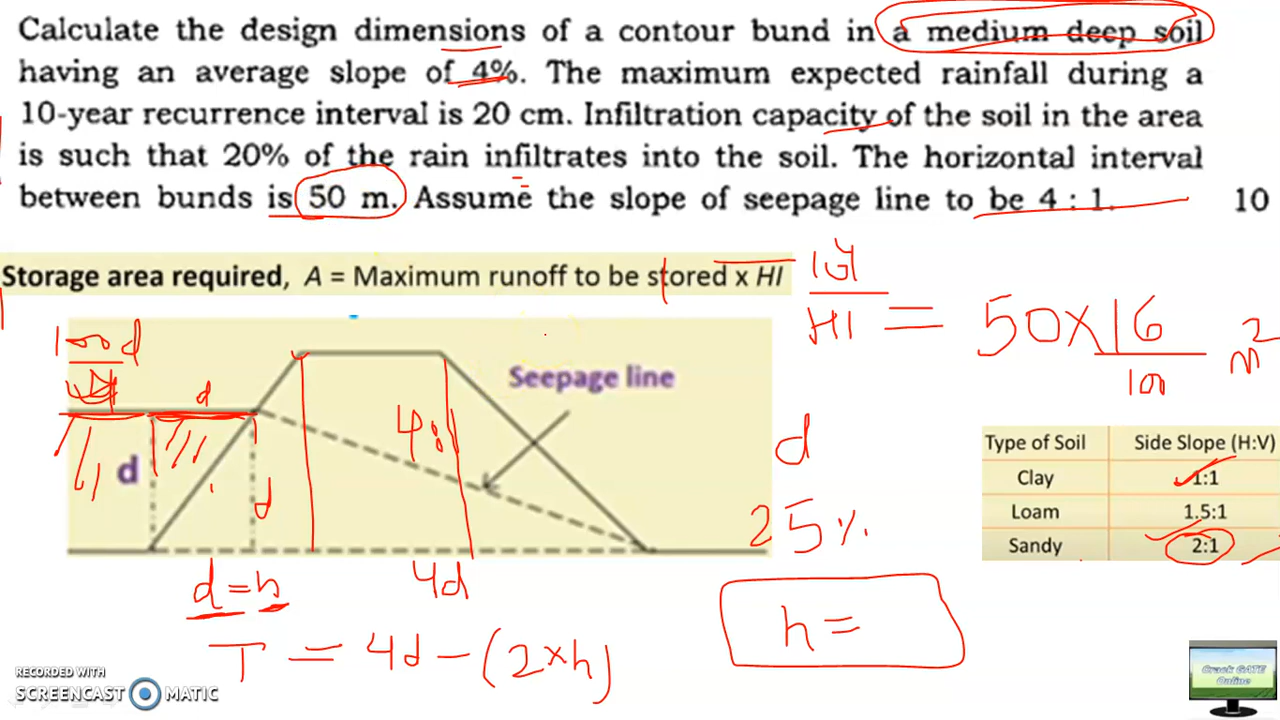 Calculate the design dimensions of a contour bund in a medium deep soil
having an average slope of 4%. The maximum expected rainfall during a
10-year recurrence interval is 20 cm. Infiltration capacity of the soil in the area
is such that 20% of the rain infiltrates into the soil. The horizontal interval
between bunds is 50 m. Assume the slope of seepage line to be 4 : 1. 10
Storage area required, A = Maximum runoff to be stored x HI
HI = 50 × 16 / 100 m²
100 d
d
Seepage line
4:1
d
d
d
25%
Type of Soil Side Slope (H:V)
Clay 1:1
Loam 1.5:1
Sandy 2:1
d = h
4d
T = 4d - (2 × h)
h =
RECORDED WITH
SCREENCAST MATIC
Crack GATE
Online